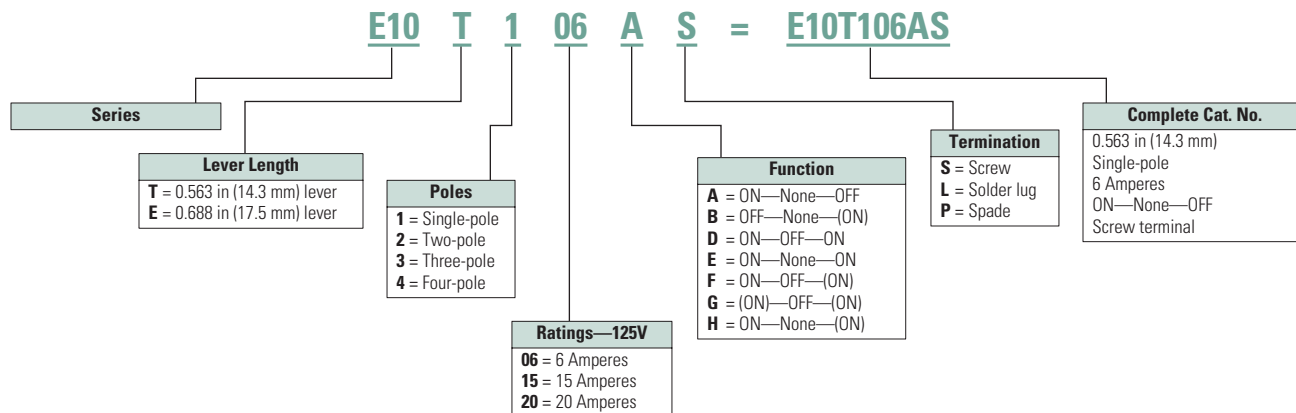 E10 T 1 06 A S = E10T106AS
Series
Lever Length
T = 0.563 in (14.3 mm) lever
E = 0.688 in (17.5 mm) lever
Poles
1 = Single-pole
2 = Two-pole
3 = Three-pole
4 = Four-pole
Ratings—125V
06 = 6 Amperes
15 = 15 Amperes
20 = 20 Amperes
Function
A = ON—None—OFF
B = OFF—None—(ON)
D = ON—OFF—ON
E = ON—None—ON
F = ON—OFF—(ON)
G = (ON)—OFF—(ON)
H = ON—None—(ON)
Termination
S = Screw
L = Solder lug
P = Spade
Complete Cat. No.
0.563 in (14.3 mm)
Single-pole
6 Amperes
ON—None—OFF
Screw terminal